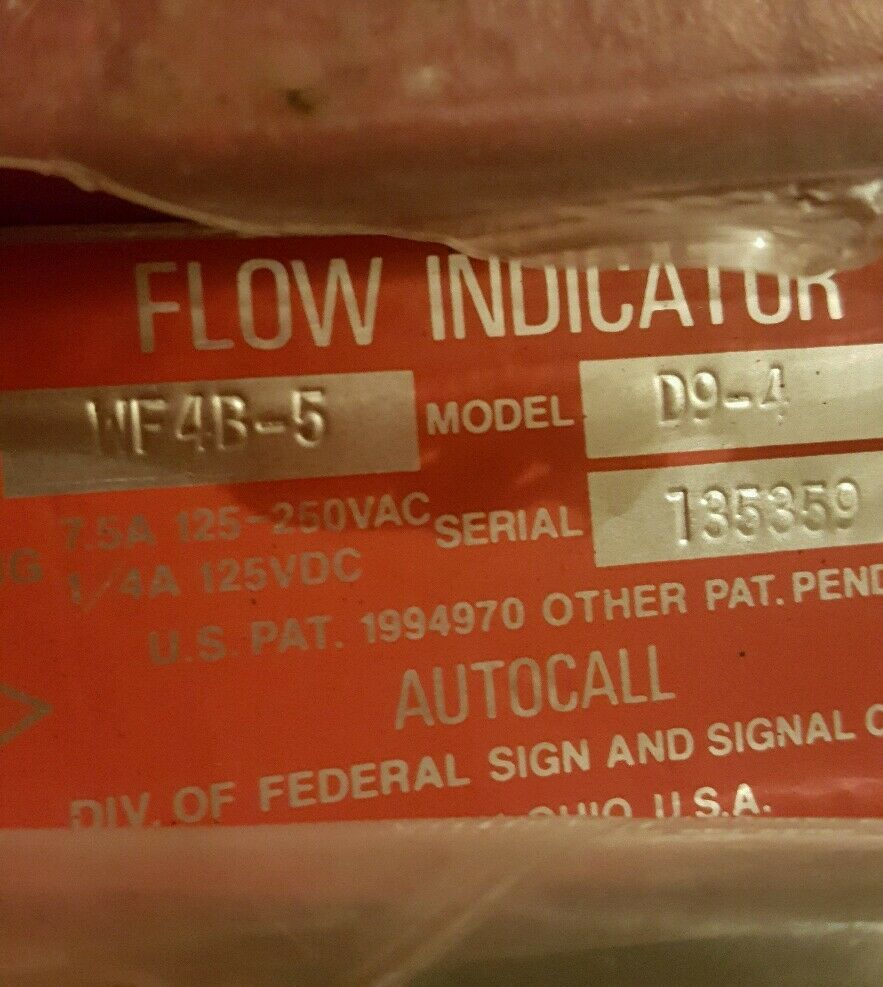 FLOW INDICATOR
WF4B-5 MODEL D9-4
7.5A 125-250VAC SERIAL 135359
1/4A 125VDC
U.S. PAT. 1994970 OTHER PAT. PEND
AUTOCALL
DIV. OF FEDERAL SIGN AND SIGNAL C
OHIO, U.S.A.